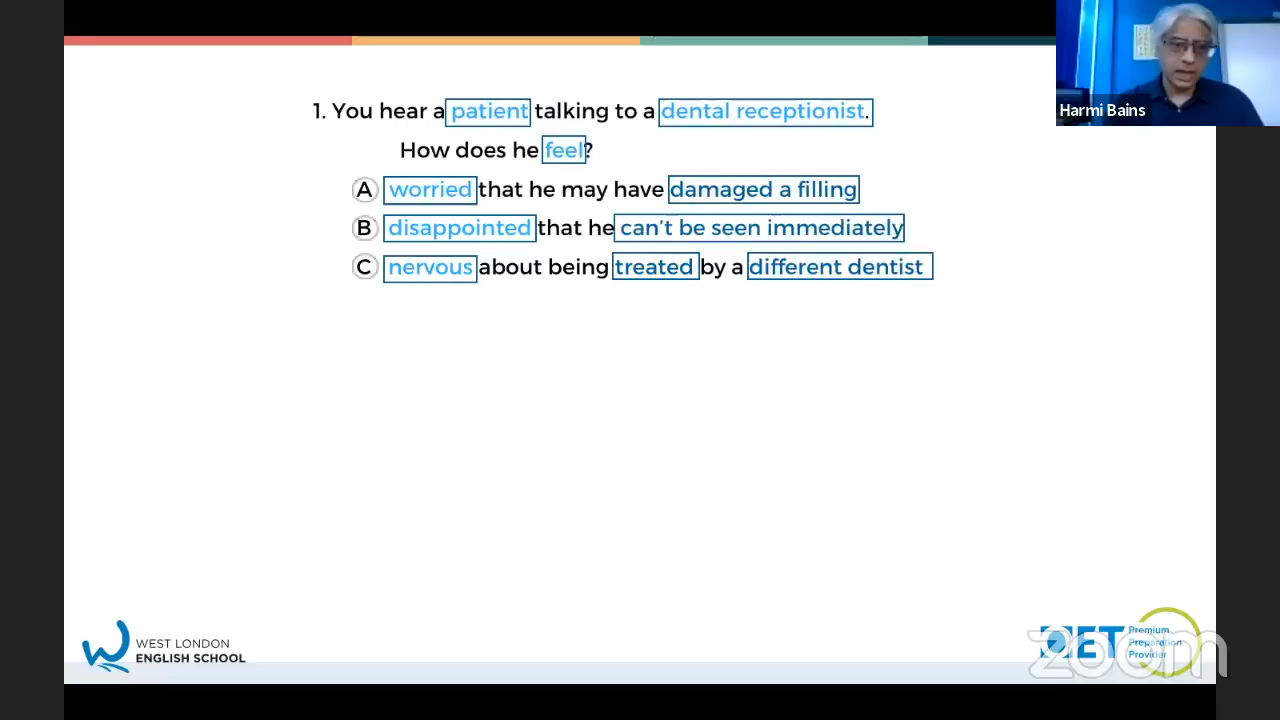 1. You hear a patient talking to a dental receptionist.
How does he feel?
A worried that he may have damaged a filling
B disappointed that he can't be seen immediately
C nervous about being treated by a different dentist
Harmi Bains
WEST LONDON
ENGLISH SCHOOL
OET
Premium
Preparation
Provider
zoom